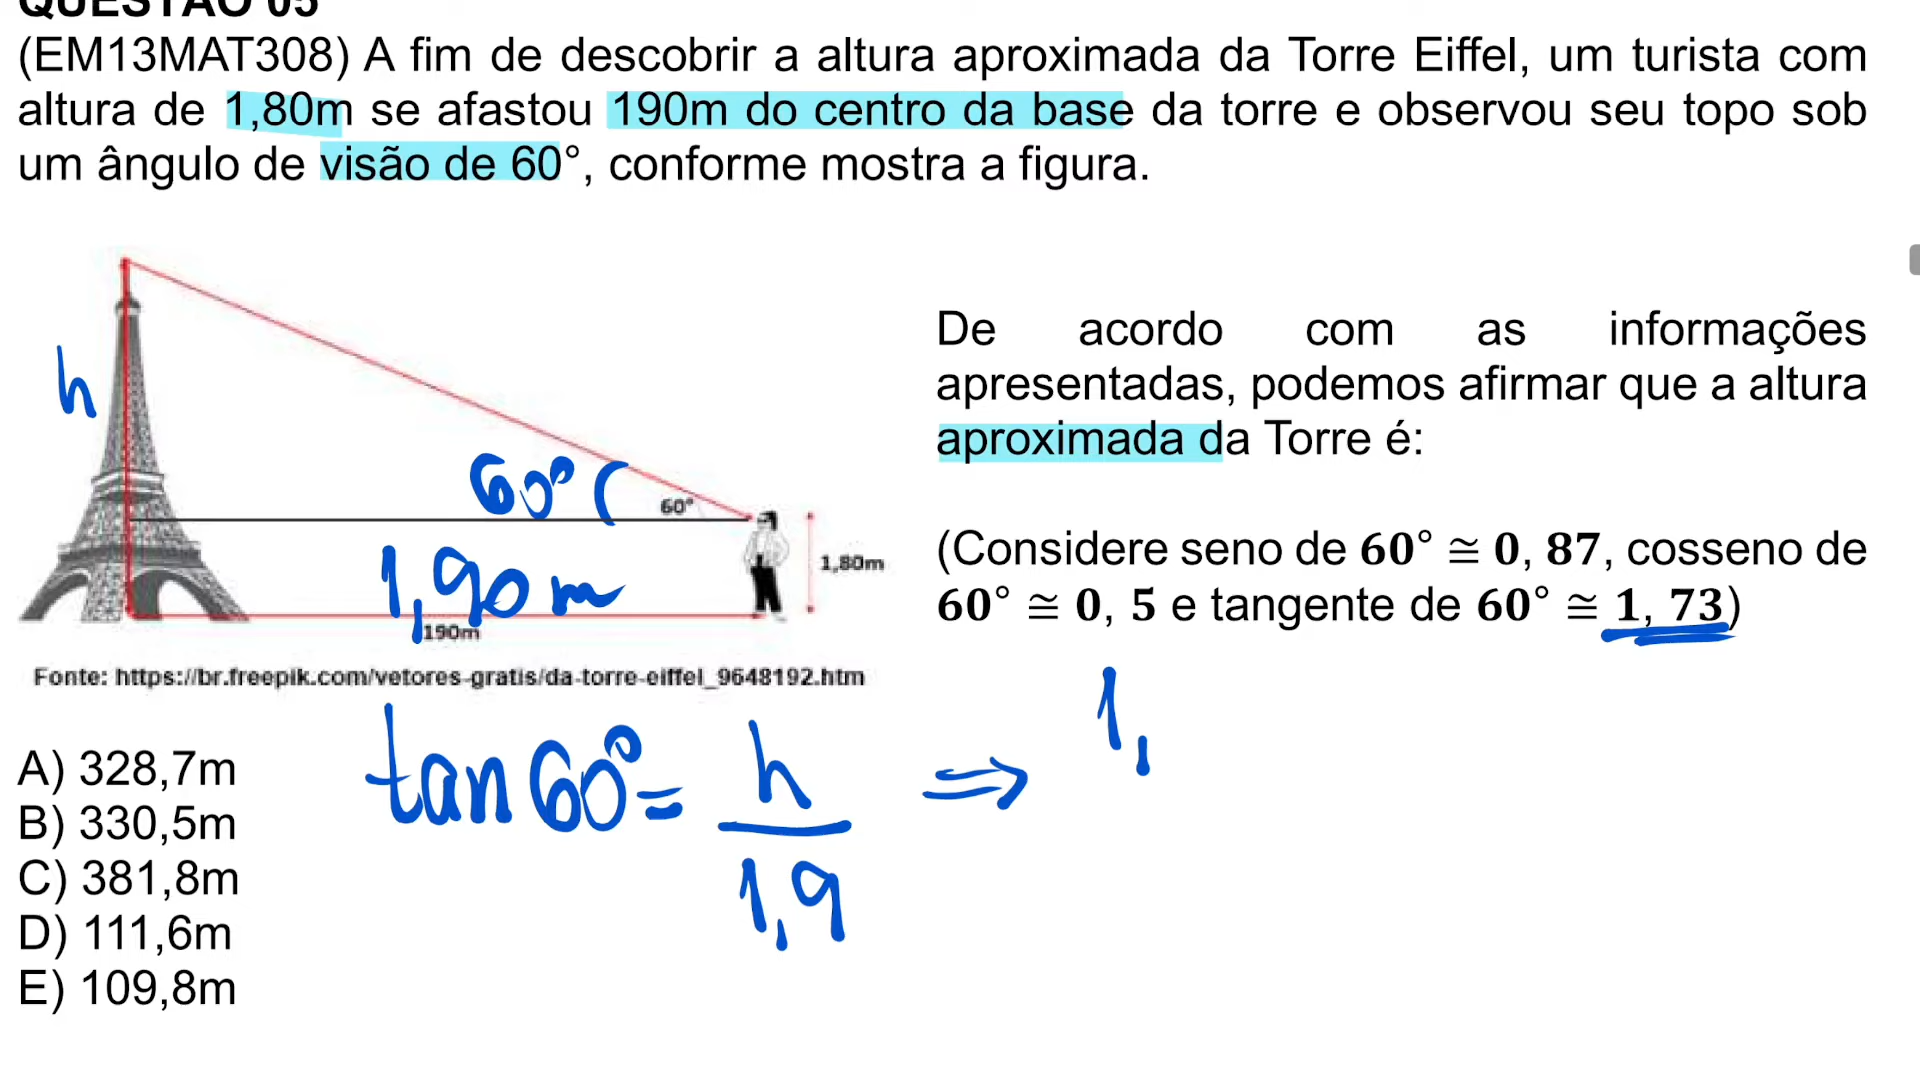 QUESTÃO 05
(EM13MAT308) A fim de descobrir a altura aproximada da Torre Eiffel, um turista com
altura de 1,80m se afastou 190m do centro da base da torre e observou seu topo sob
um ângulo de visão de 60°, conforme mostra a figura.
h
60°
60°
1,90m
1,80m
190m
Fonte: https://br.freepik.com/vetores-gratis/da-torre-eiffel_9648192.htm
De acordo com as informações
apresentadas, podemos afirmar que a altura
aproximada da Torre é:
(Considere seno de 60° ≅ 0, 87, cosseno de
60° ≅ 0, 5 e tangente de 60° ≅ 1, 73)
A) 328,7m
B) 330,5m
C) 381,8m
D) 111,6m
E) 109,8m
tan 60° = h / 1,9 ⇒ 1,